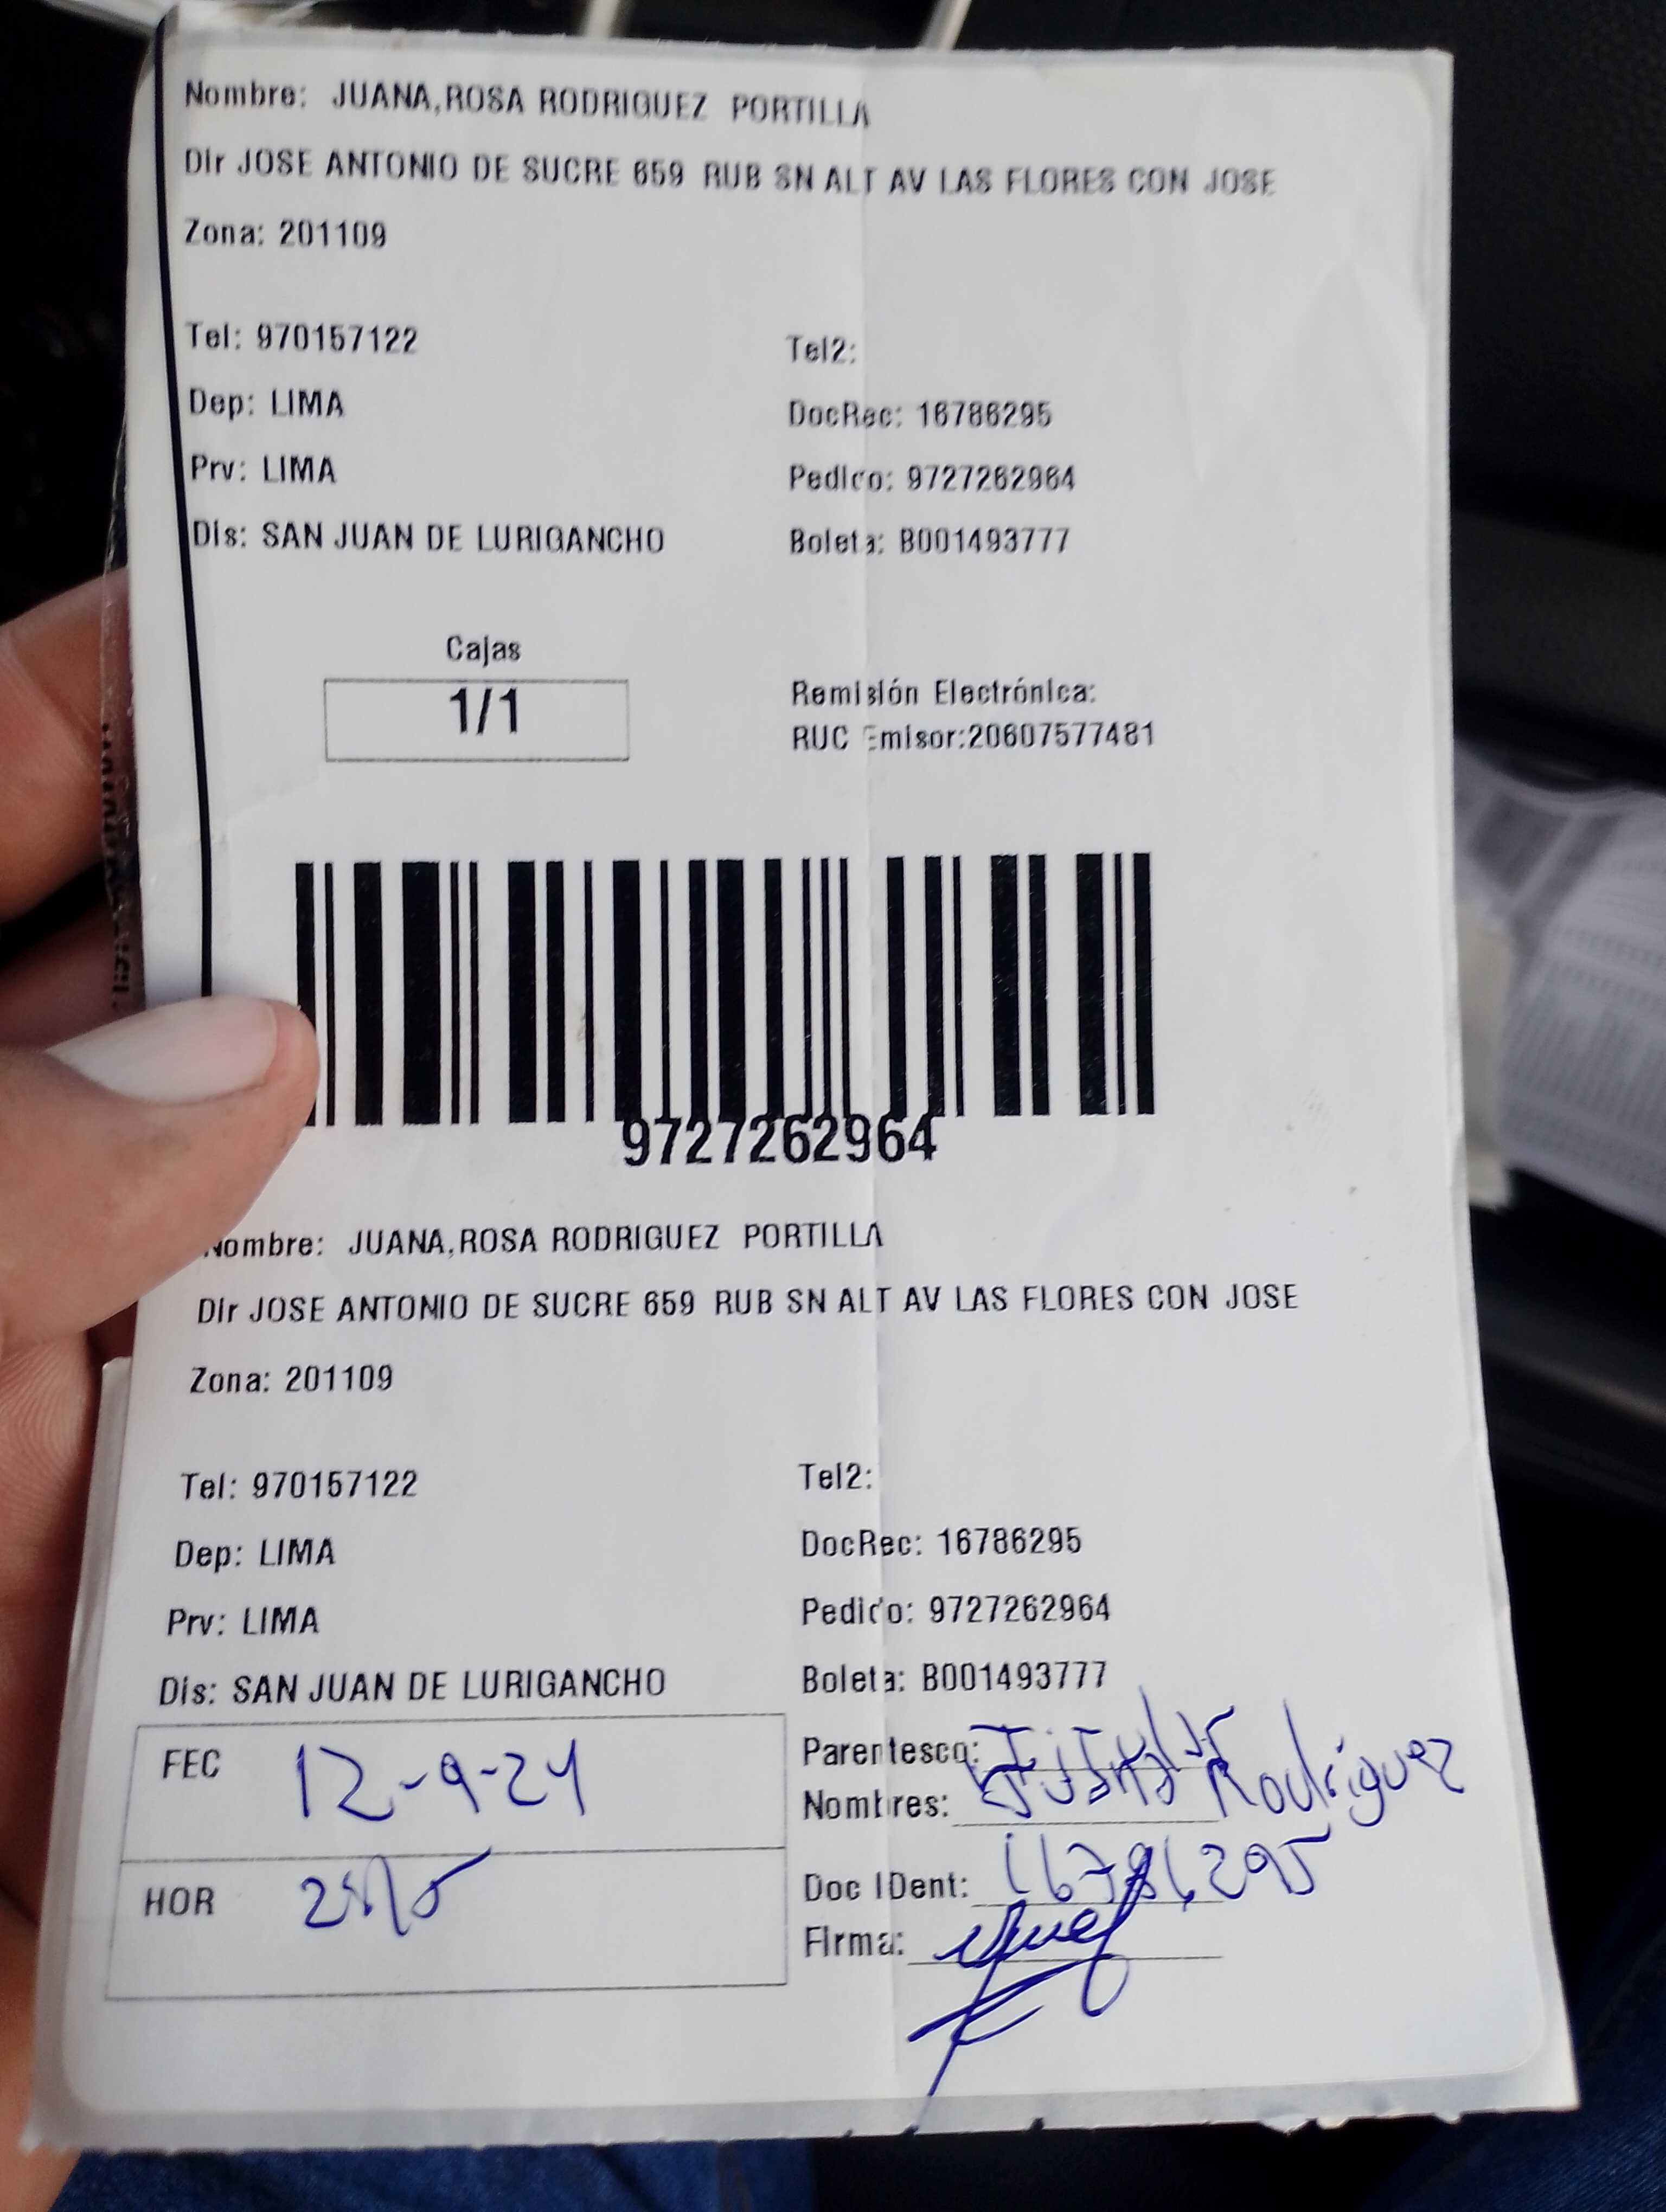 Nombre: JUANA,ROSA RODRIGUEZ PORTILLA
Dir JOSE ANTONIO DE SUCRE 659 RUB SN ALT AV LAS FLORES CON JOSE
Zona: 201109
Tel: 970157122 Tel2:
Dep: LIMA DocRec: 16786295
Prv: LIMA Pedido: 9727262964
Dis: SAN JUAN DE LURIGANCHO Boleta: B001493777
Cajas
1/1
Remisión Electrónica:
RUC Emisor:20607577481
9727262964
Nombre: JUANA,ROSA RODRIGUEZ PORTILLA
Dir JOSE ANTONIO DE SUCRE 659 RUB SN ALT AV LAS FLORES CON JOSE
Zona: 201109
Tel: 970157122 Tel2:
Dep: LIMA DocRec: 16786295
Prv: LIMA Pedido: 9727262964
Dis: SAN JUAN DE LURIGANCHO Boleta: B001493777
FEC 12-9-24
HOR
Parentesco:
Nombres: Rodriguez
Doc IDent: 16786295
Firma: